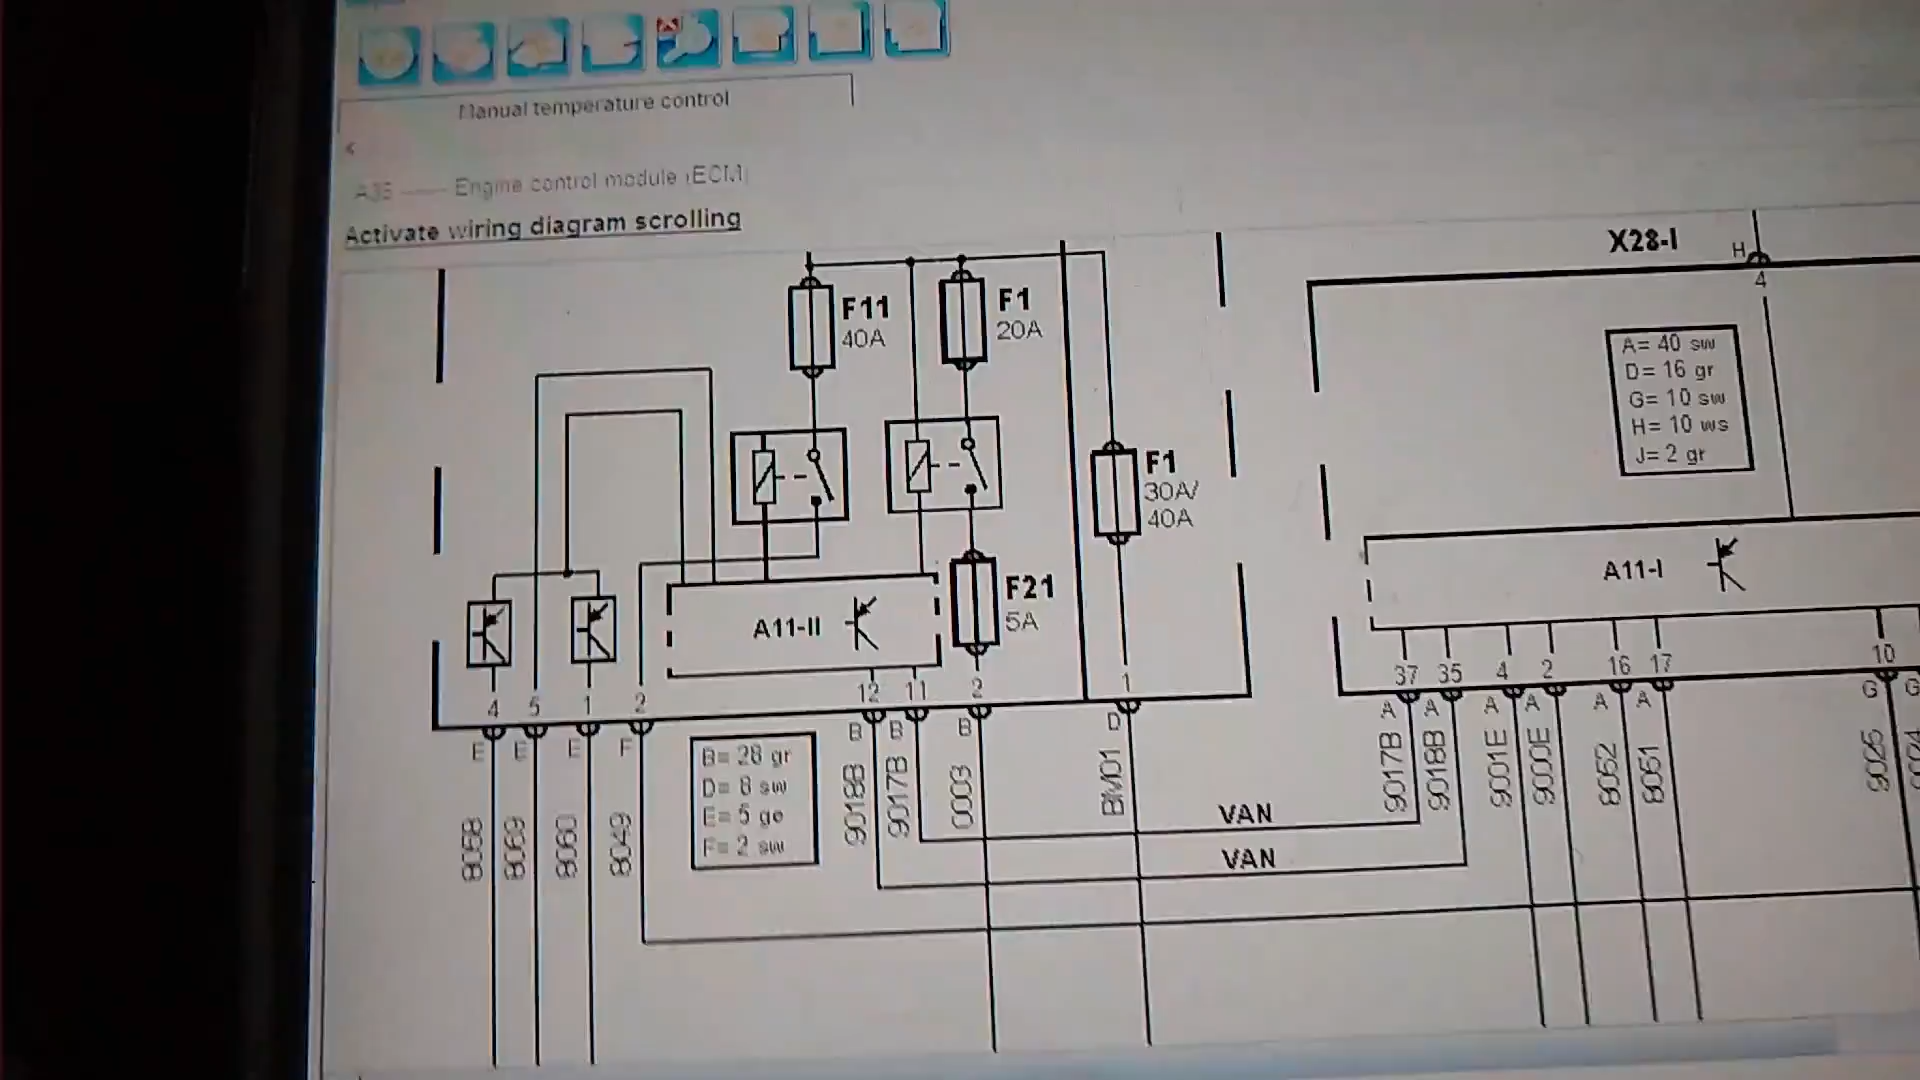 Manual temperature control
<
A35 —— Engine control module (ECM)
Activate wiring diagram scrolling
X28-I
H
4
F11
40A
F1
20A
F1
30A/
40A
A= 40 sw
D= 16 gr
G= 10 sw
H= 10 ws
J= 2 gr
F21
5A
A11-II
A11-I
4 5 1 2 12 11 2 1
37 35 4 2 16 17 10
E E E F B B B D
A A A A A A G G
B= 28 gr
D= 8 sw
E= 5 ge
F= 2 sw
8058 8069 8060 8049 9018B 9017B 0003 BM01
9017B 9018B 9001E 9000E 8052 8051
VAN
VAN